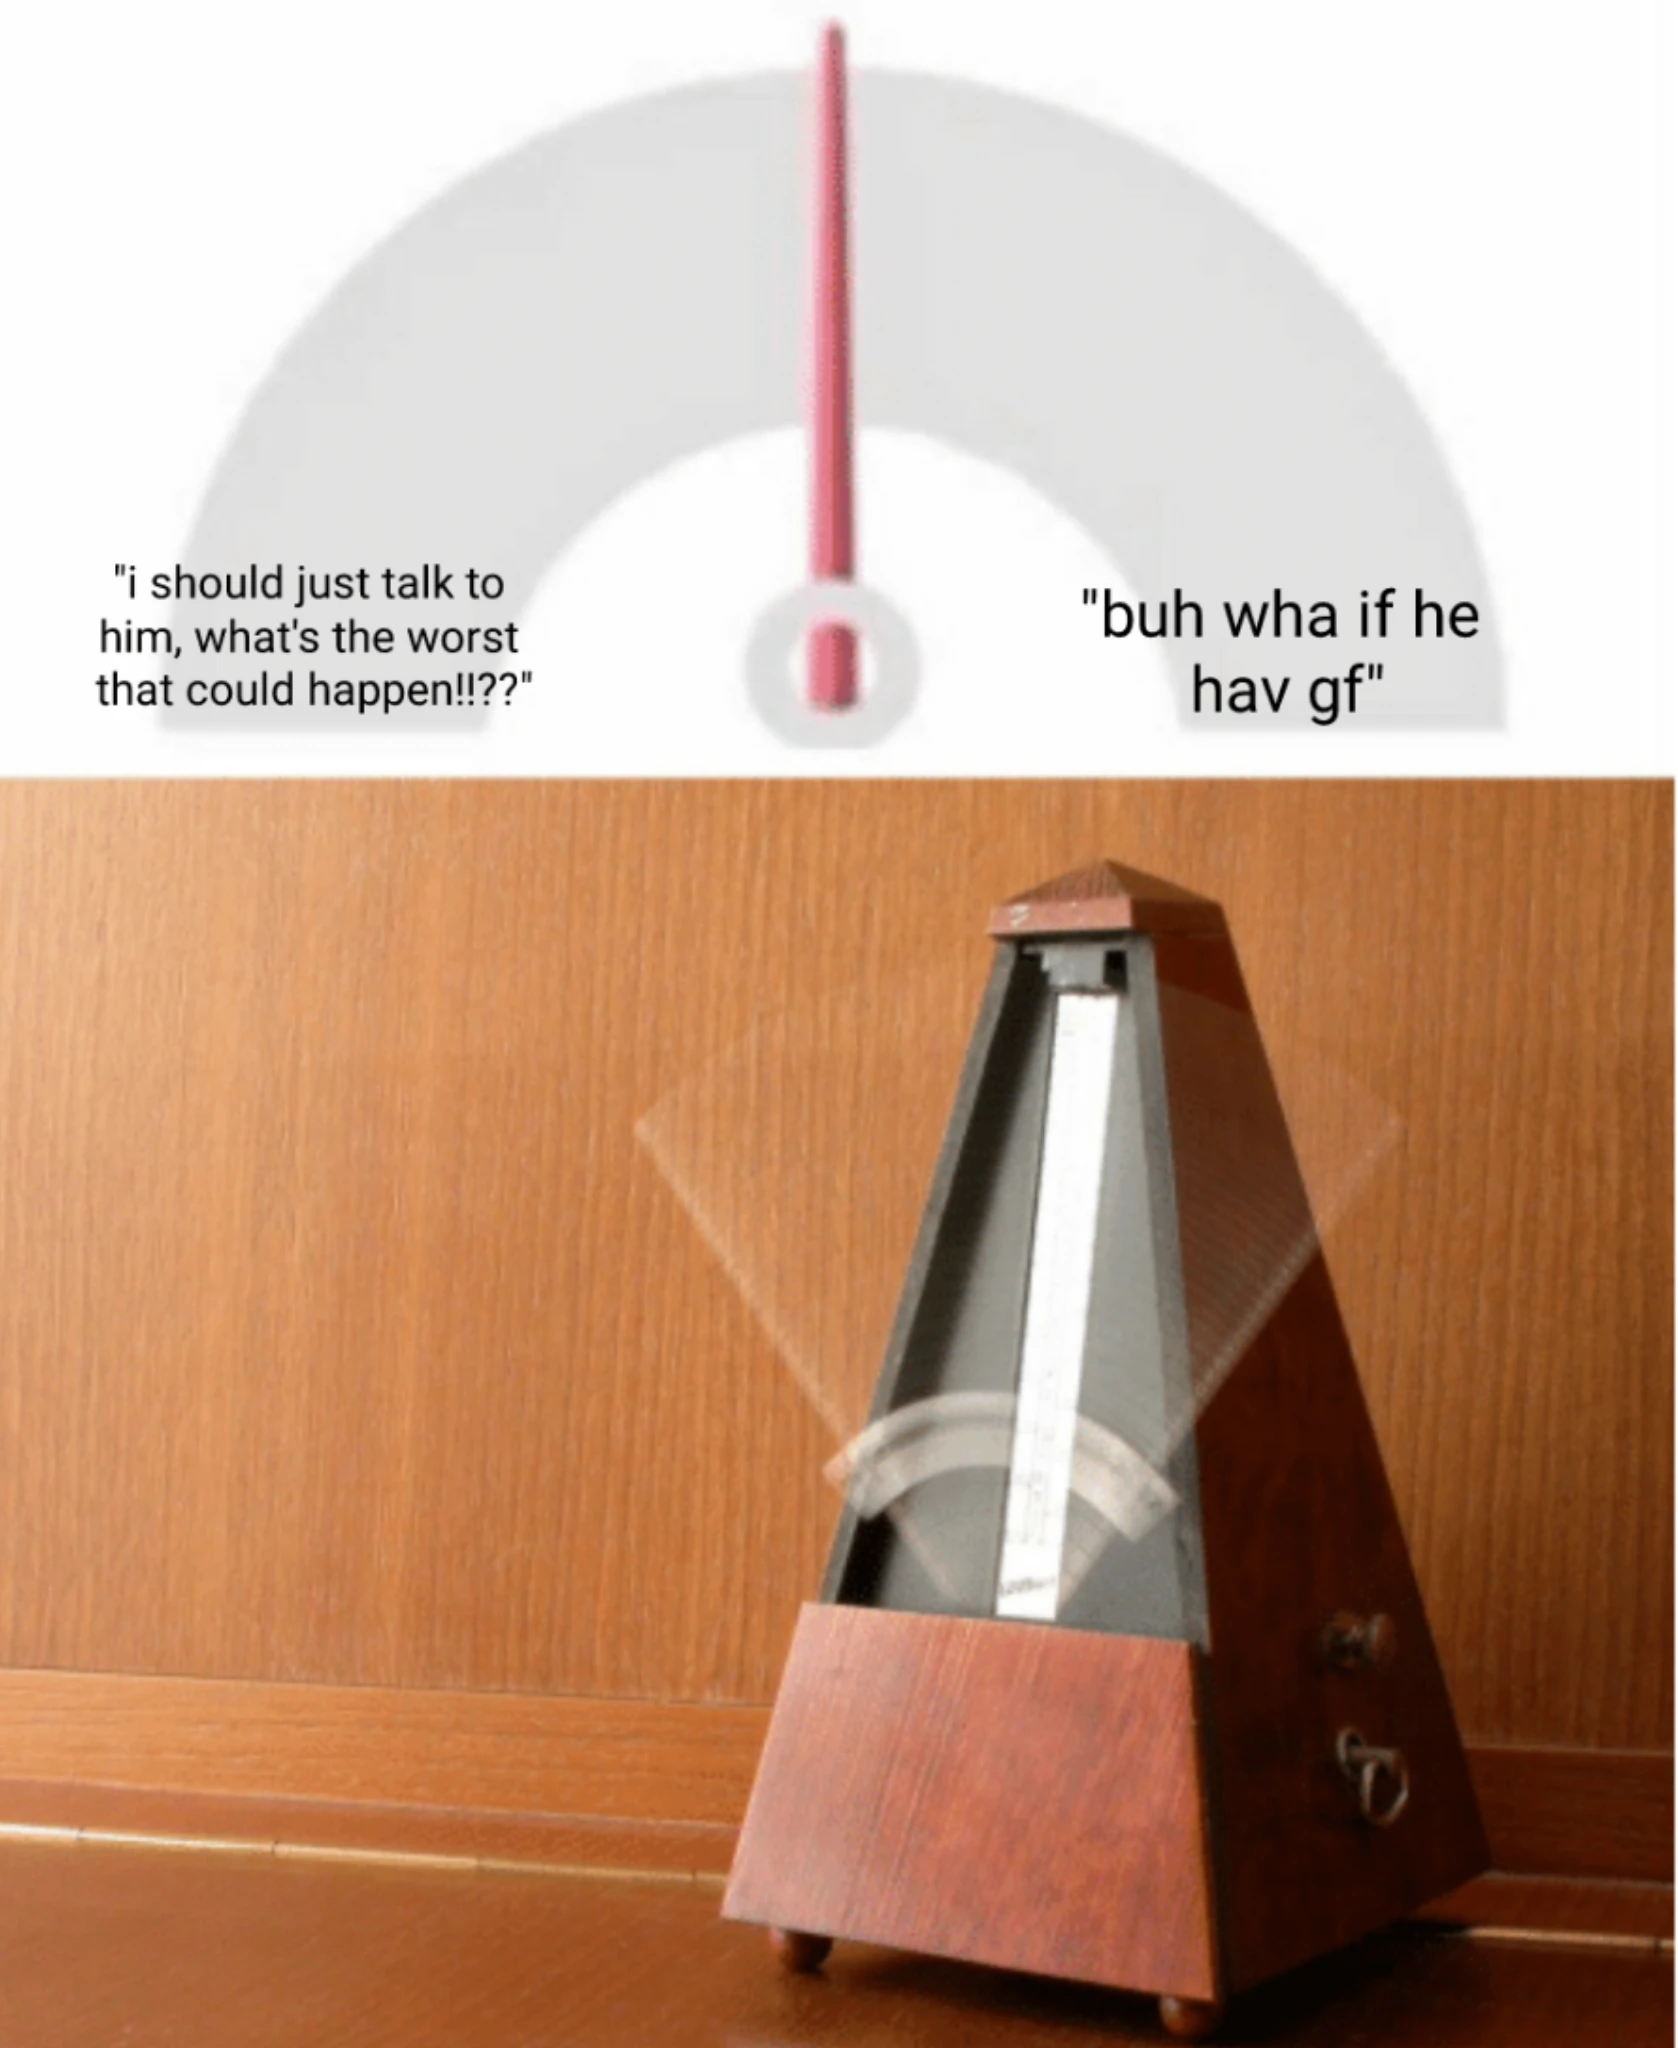 "i should just talk to
him, what's the worst
that could happen!!??"
"buh wha if he
hav gf"